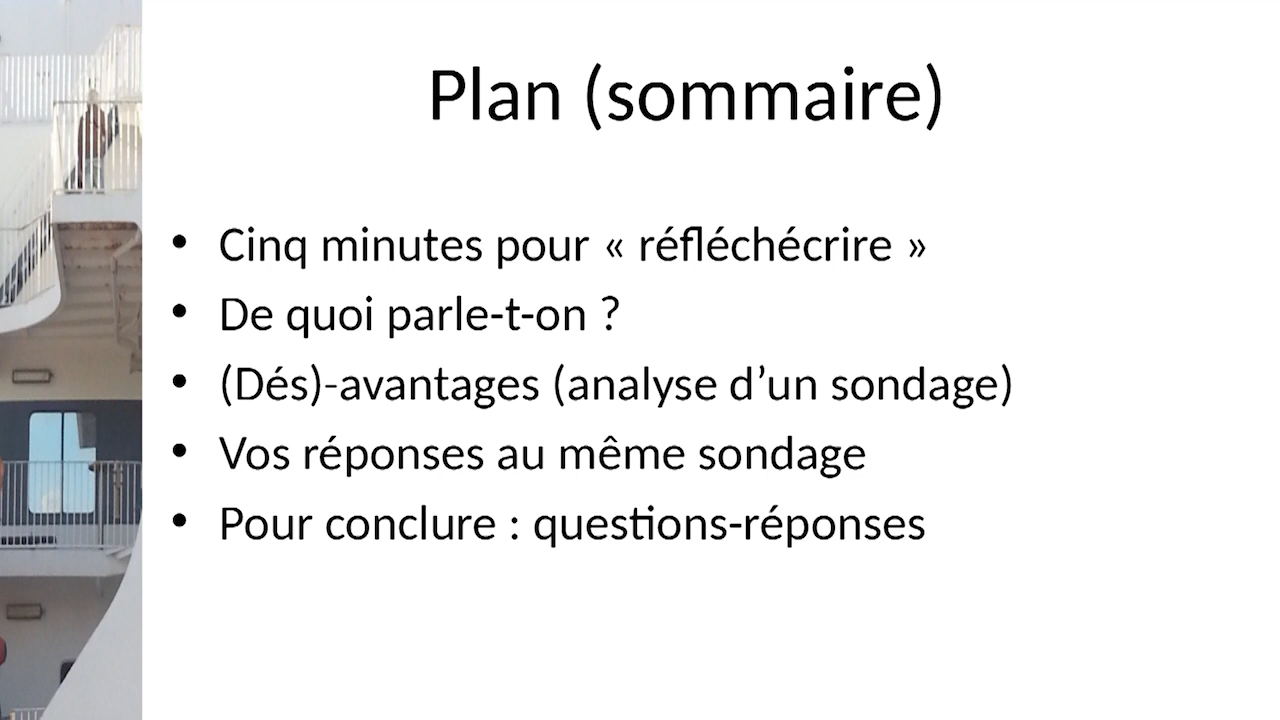 Plan (sommaire)
• Cinq minutes pour « réfléchécrire »
• De quoi parle-t-on ?
• (Dés)-avantages (analyse d’un sondage)
• Vos réponses au même sondage
• Pour conclure : questions-réponses